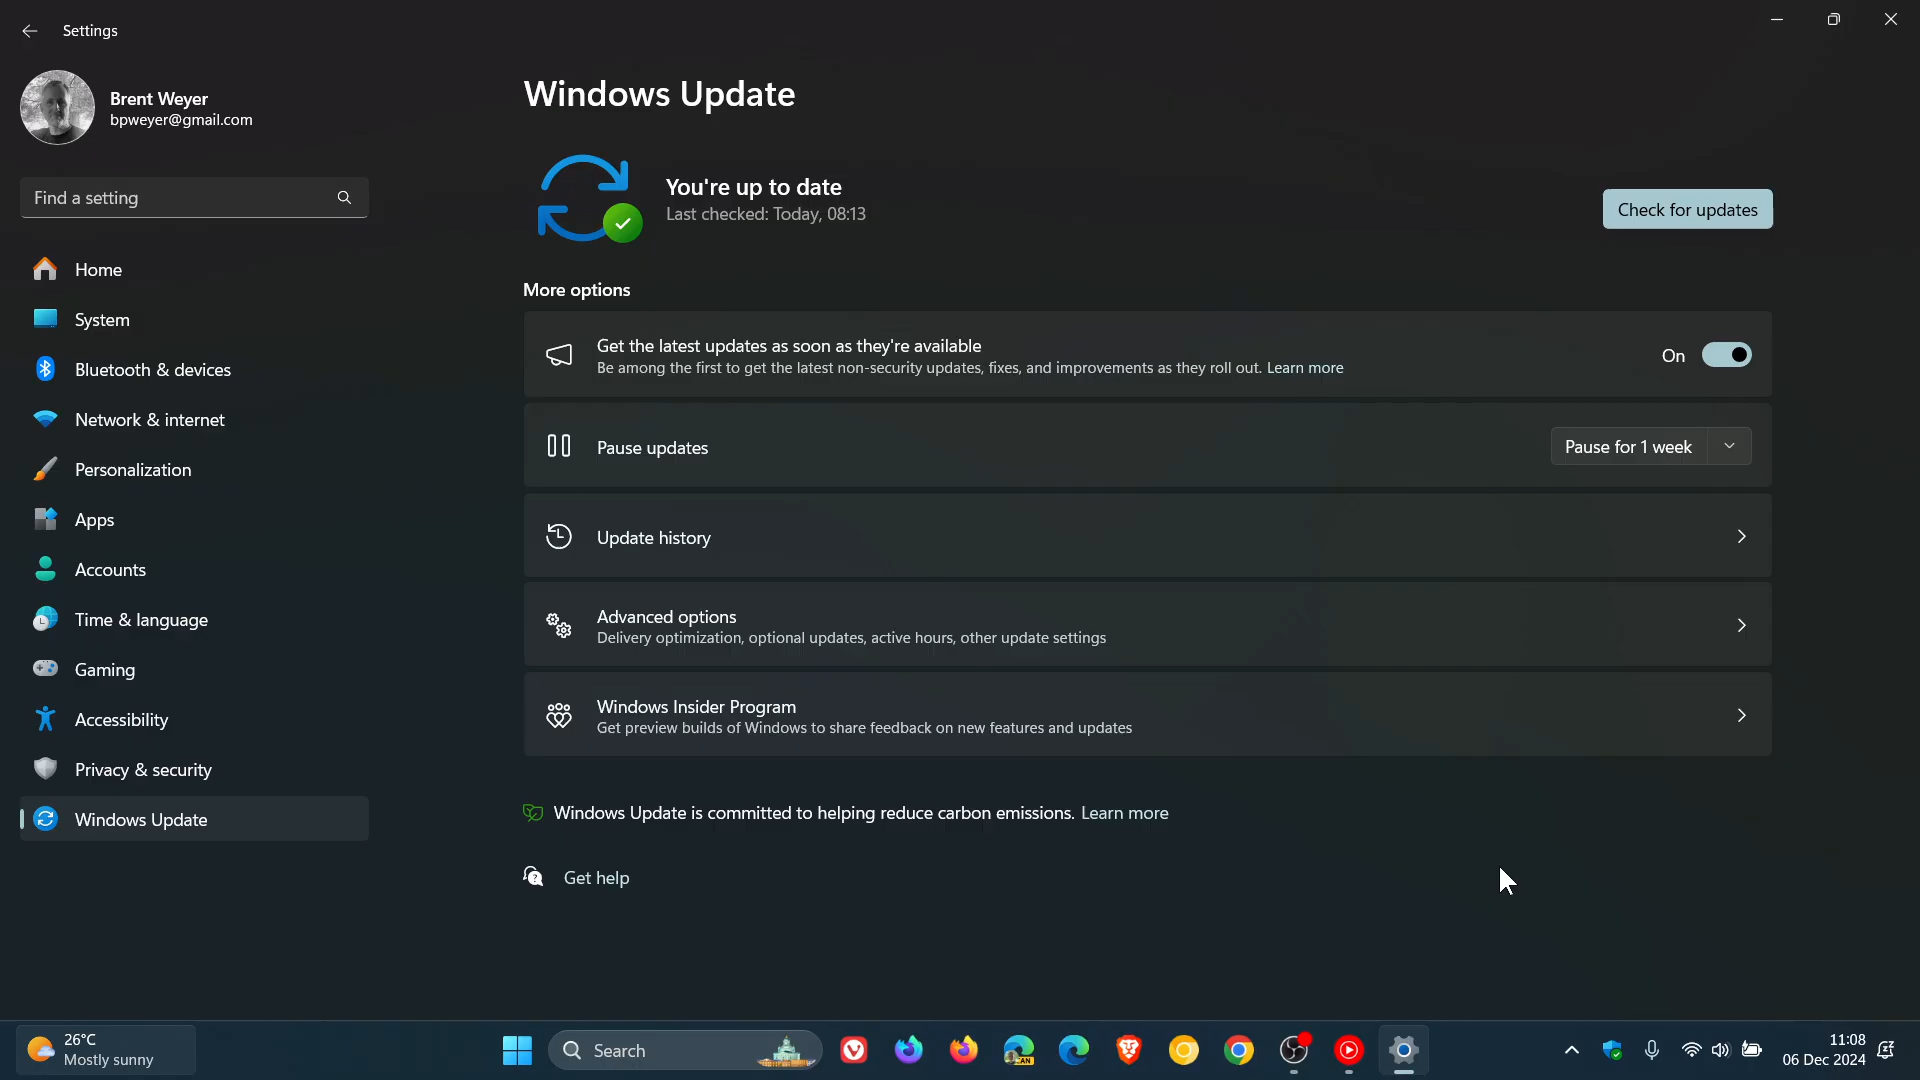 Settings
Brent Weyer
bpweyer@gmail.com
Find a setting
Home
System
Bluetooth & devices
Network & internet
Personalization
Apps
Accounts
Time & language
Gaming
Accessibility
Privacy & security
Windows Update
Windows Update
You're up to date
Last checked: Today, 08:13
Check for updates
More options
Get the latest updates as soon as they're available
Be among the first to get the latest non-security updates, fixes, and improvements as they roll out. Learn more
On
Pause updates
Pause for 1 week
Update history
Advanced options
Delivery optimization, optional updates, active hours, other update settings
Windows Insider Program
Get preview builds of Windows to share feedback on new features and updates
Windows Update is committed to helping reduce carbon emissions. Learn more
Get help
26°C
Mostly sunny
Search
CAN
11:08
06 Dec 2024